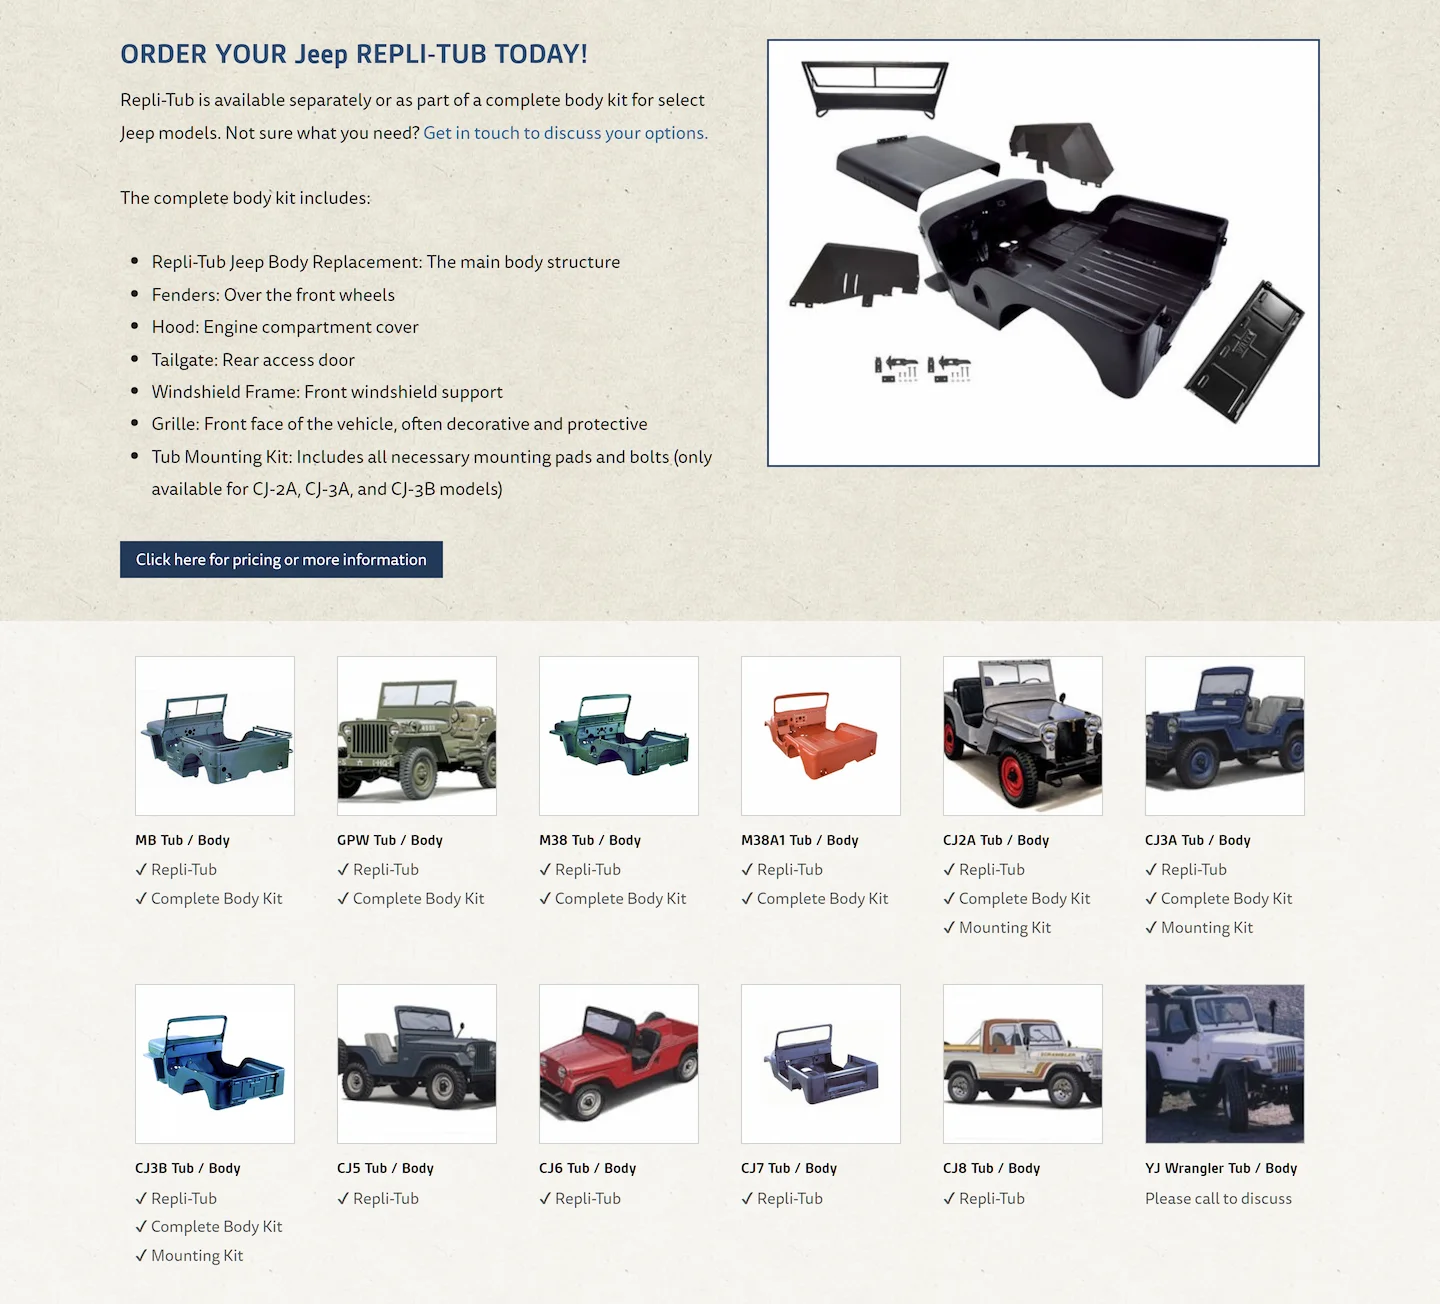 ORDER YOUR Jeep REPLI-TUB TODAY!
Repli-Tub is available separately or as part of a complete body kit for select
Jeep models. Not sure what you need? Get in touch to discuss your options.
The complete body kit includes:
• Repli-Tub Jeep Body Replacement: The main body structure
• Fenders: Over the front wheels
• Hood: Engine compartment cover
• Tailgate: Rear access door
• Windshield Frame: Front windshield support
• Grille: Front face of the vehicle, often decorative and protective
• Tub Mounting Kit: Includes all necessary mounting pads and bolts (only
available for CJ-2A, CJ-3A, and CJ-3B models)
Click here for pricing or more information
MB Tub / Body
✓ Repli-Tub
✓ Complete Body Kit
GPW Tub / Body
✓ Repli-Tub
✓ Complete Body Kit
M38 Tub / Body
✓ Repli-Tub
✓ Complete Body Kit
M38A1 Tub / Body
✓ Repli-Tub
✓ Complete Body Kit
CJ2A Tub / Body
✓ Repli-Tub
✓ Complete Body Kit
✓ Mounting Kit
CJ3A Tub / Body
✓ Repli-Tub
✓ Complete Body Kit
✓ Mounting Kit
CJ3B Tub / Body
✓ Repli-Tub
✓ Complete Body Kit
✓ Mounting Kit
CJ5 Tub / Body
✓ Repli-Tub
CJ6 Tub / Body
✓ Repli-Tub
CJ7 Tub / Body
✓ Repli-Tub
SCRAMBLER
CJ8 Tub / Body
✓ Repli-Tub
YJ Wrangler Tub / Body
Please call to discuss